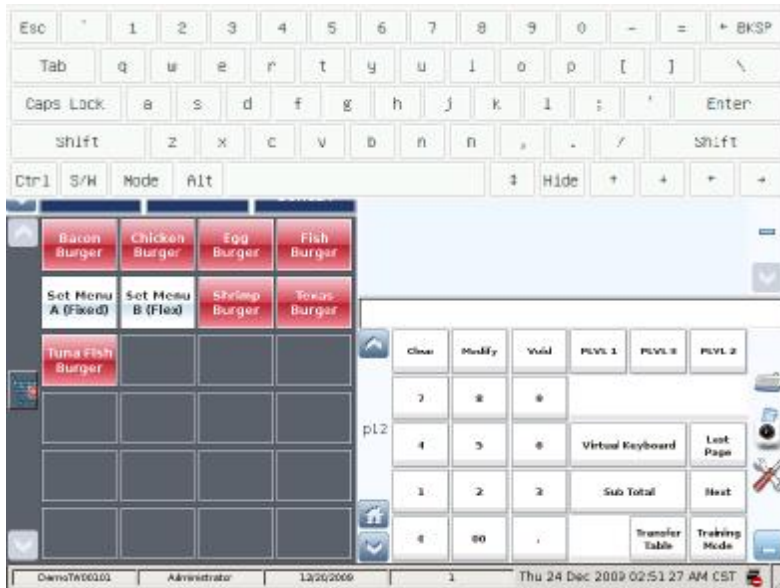 Esc ` 1 2 3 4 5 6 7 8 9 0 - = ← BKSP
Tab q w e r t y u i o p [ ] \
Caps Lock a s d f g h j k l ; ' Enter
Shift z x c v b n m , . / Shift
Ctrl S/W Mode Alt ↕ Hide ↑ ↓ ← →
Bacon Burger
Chicken Burger
Egg Burger
Fish Burger
Set Menu A (Fixed)
Set Menu B (Flex)
Shrimp Burger
Texas Burger
Tuna Fish Burger
pl2
Clear Modify Void PLVL 1 PLVL 2
7 8 9
4 5 6 Virtual Keyboard Last Page
1 2 3 Sub Total Next
0 00 . Transfer Table Training Mode
DemoTW00101 Administrator 12/20/2009 1 Thu 24 Dec 2009 02:51:27 AM CST